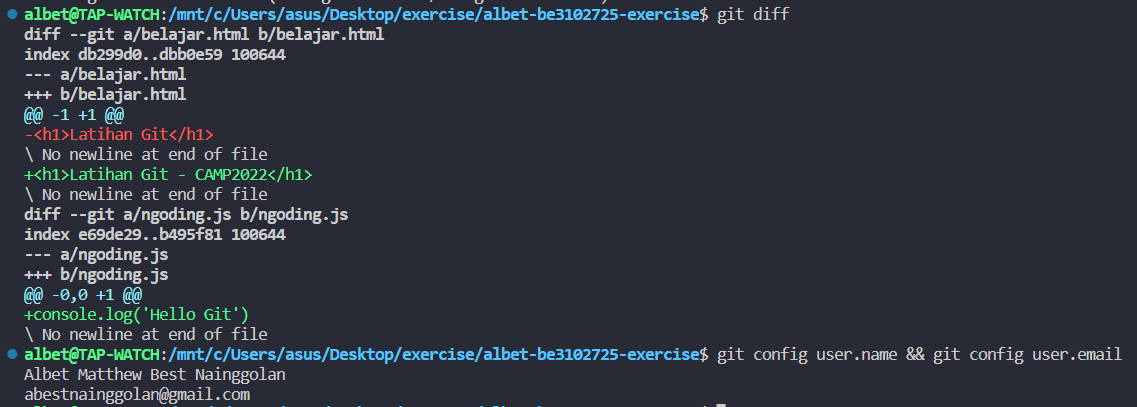 albet@TAP-WATCH:/mnt/c/Users/asus/Desktop/exercise/albet-be3102725-exercise$ git diff
diff --git a/belajar.html b/belajar.html
index db299d0..dbb0e59 100644
--- a/belajar.html
+++ b/belajar.html
@@ -1 +1 @@
-<h1>Latihan Git</h1>
\ No newline at end of file
+<h1>Latihan Git - CAMP2022</h1>
\ No newline at end of file
diff --git a/ngoding.js b/ngoding.js
index e69de29..b495f81 100644
--- a/ngoding.js
+++ b/ngoding.js
@@ -0,0 +1 @@
+console.log('Hello Git')
\ No newline at end of file
albet@TAP-WATCH:/mnt/c/Users/asus/Desktop/exercise/albet-be3102725-exercise$ git config user.name && git config user.email
Albet Matthew Best Nainggolan
abestnainggolan@gmail.com